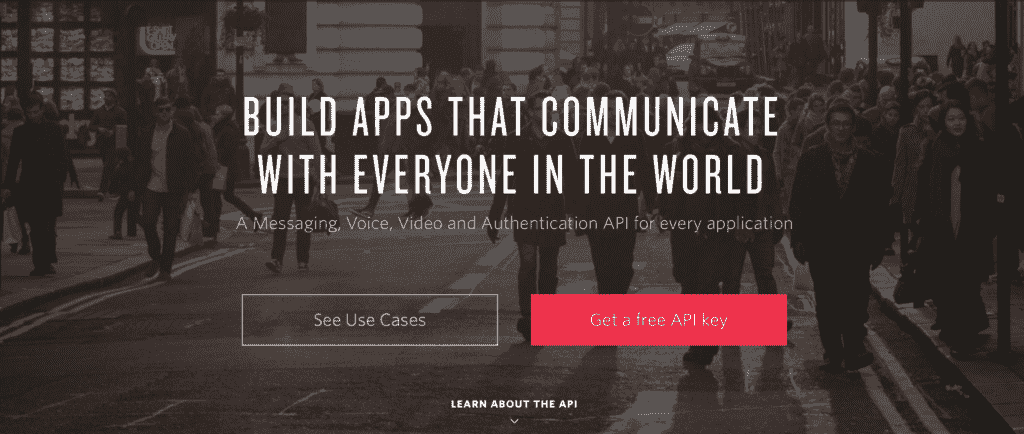 BUILD APPS THAT COMMUNICATE
WITH EVERYONE IN THE WORLD
A Messaging, Voice, Video and Authentication API for every application
See Use Cases
Get a free API key
LEARN ABOUT THE API